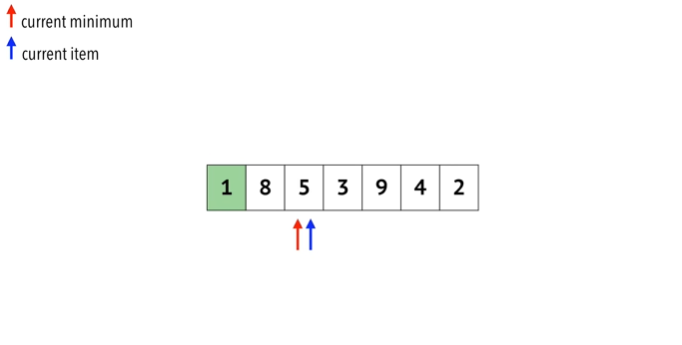 current minimum
current item
1 8 5 3 9 4 2